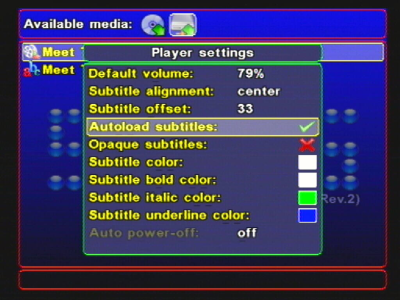 Available media:
Meet
Player settings
Meet
Default volume: 79%
Subtitle alignment: center
Subtitle offset: 33
Autoload subtitles:
Opaque subtitles:
Subtitle color:
Subtitle bold color:
Subtitle italic color:
Rev.2)
Subtitle underline color:
Auto power-off: off